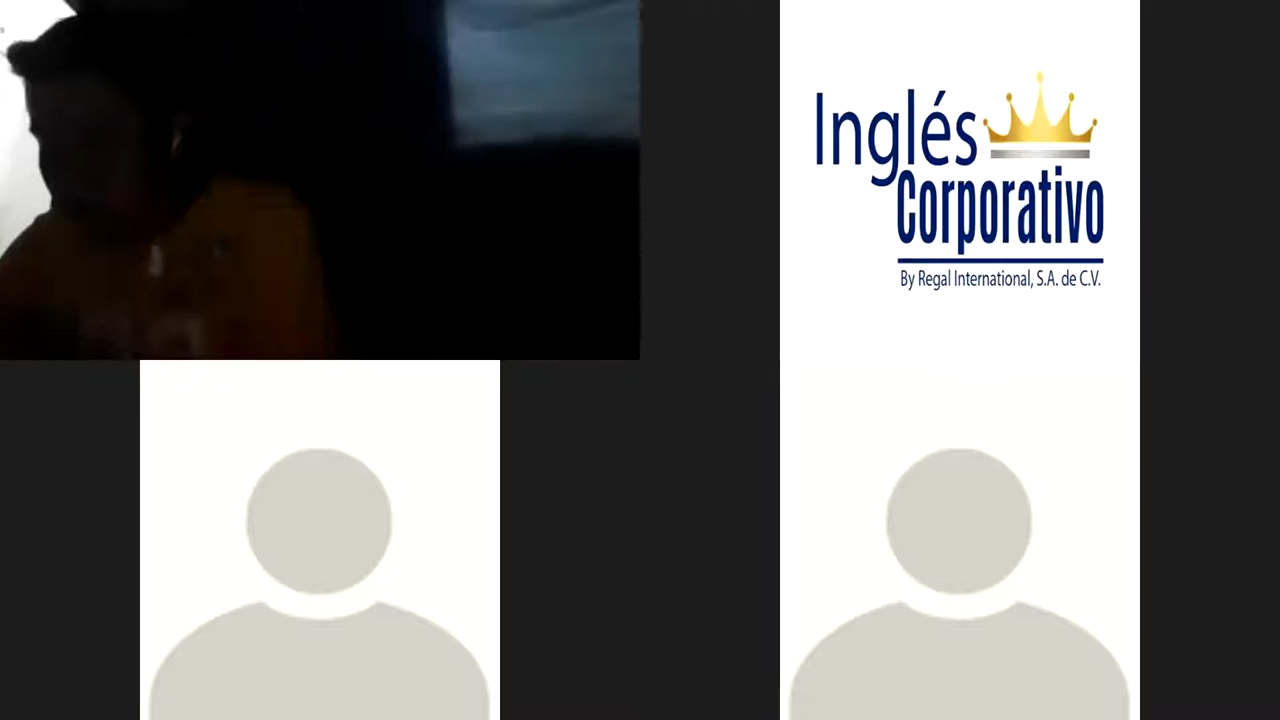 Inglés
Corporativo
By Regal International, S.A. de C.V.